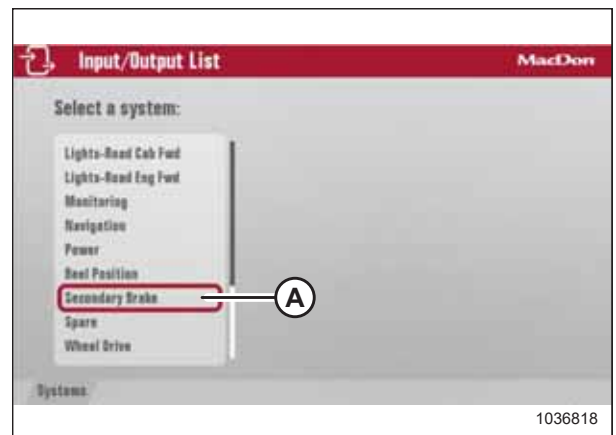 Input/Output List
MacDon
Select a system:
Lights-Road Cab Fwd
Lights-Road Eng Fwd
Monitoring
Navigation
Power
Reel Position
Secondary Brake
A
Spare
Wheel Drive
Systems
1036818